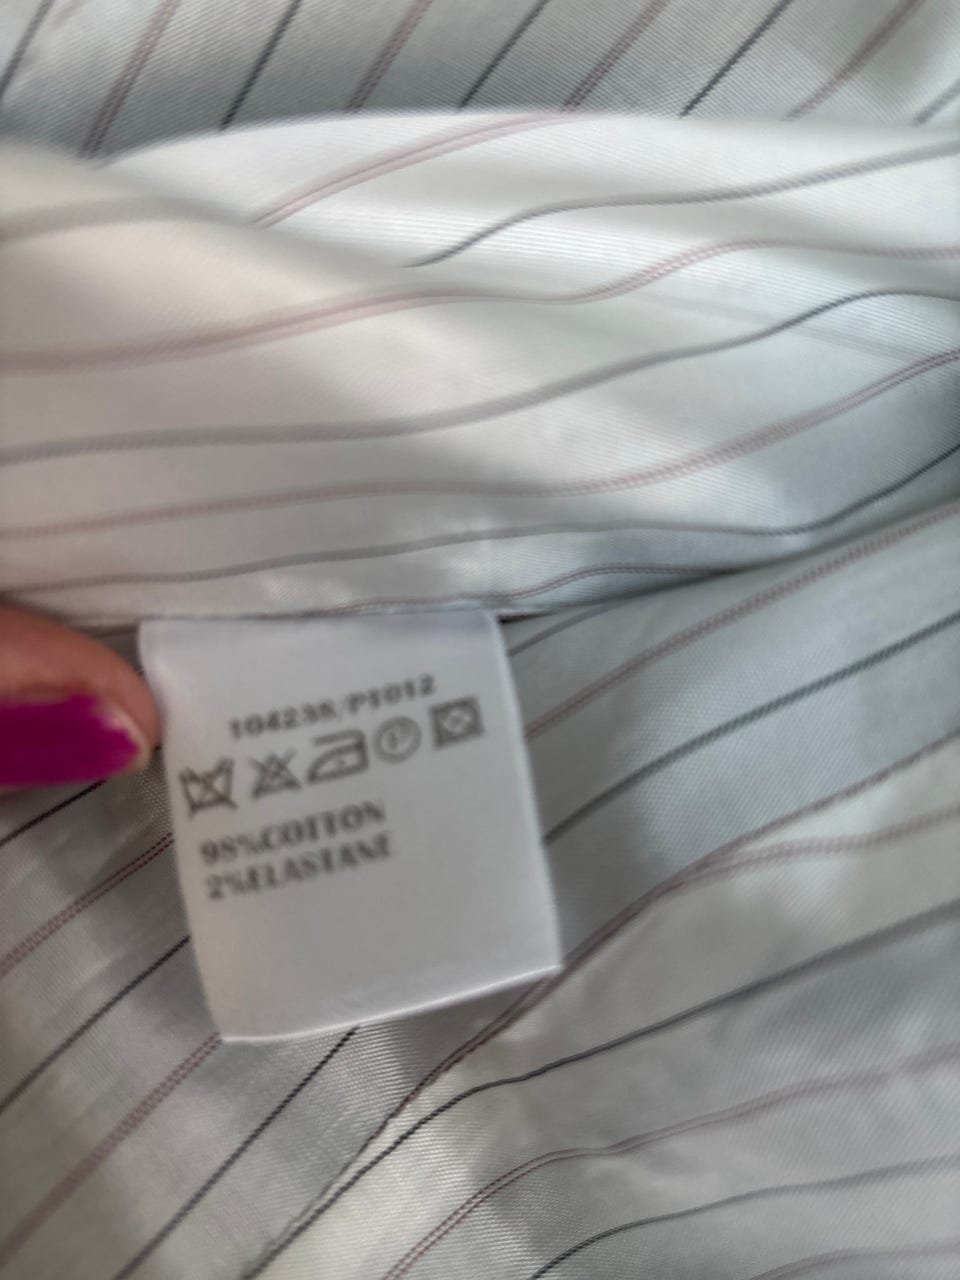 104238/P1012
P
98%COTTON
2%ELASTANE